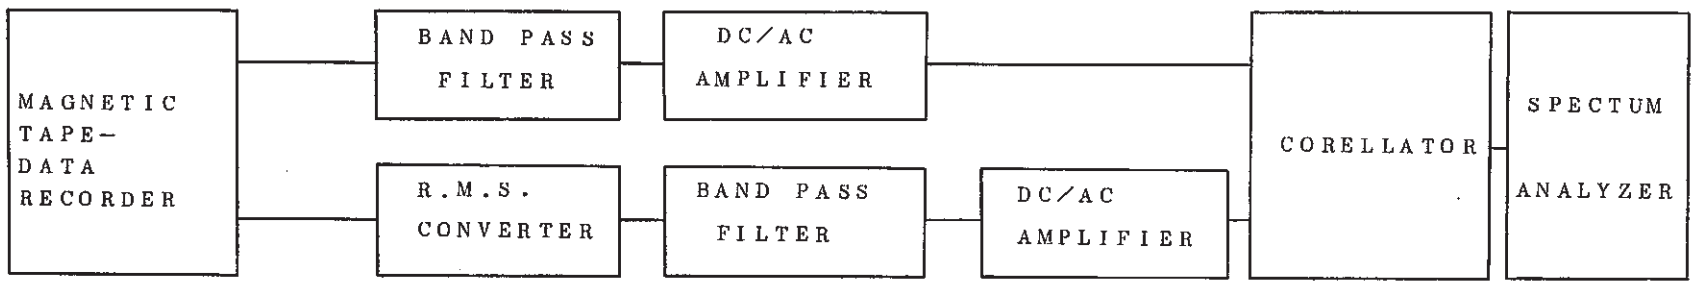 MAGNETIC
TAPE-
DATA
RECORDER
BAND PASS
FILTER
DC/AC
AMPLIFIER
R.M.S.
CONVERTER
BAND PASS
FILTER
DC/AC
AMPLIFIER
CORELLATOR
SPECTUM
ANALYZER